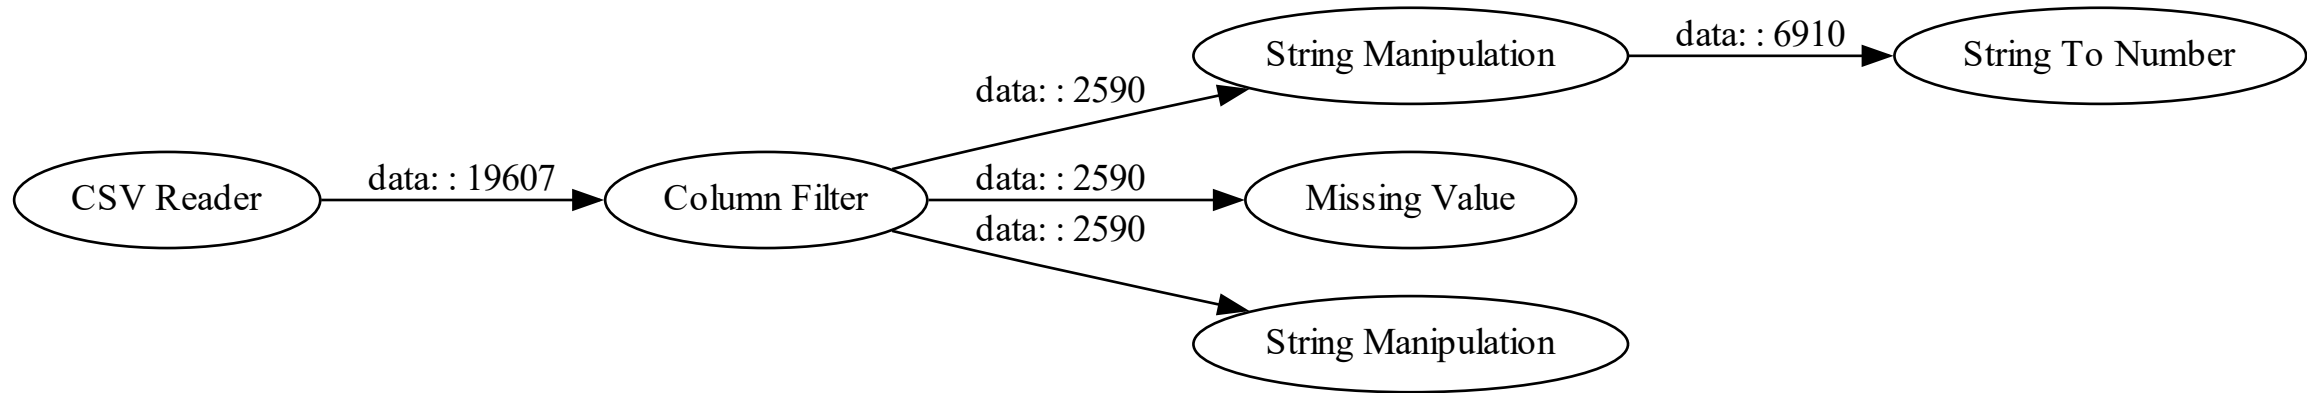 String Manipulation
data: : 6910
String To Number
data: : 2590
CSV Reader
data: : 19607
Column Filter
data: : 2590
Missing Value
data: : 2590
String Manipulation